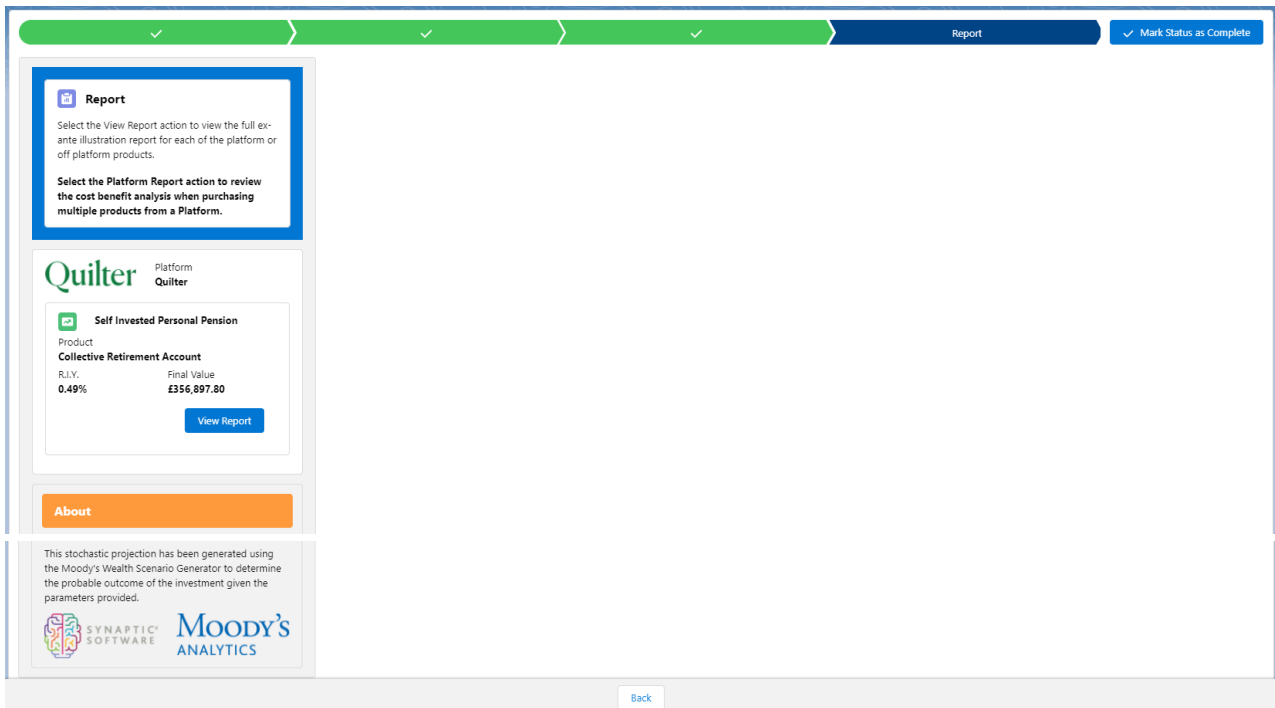 Report
Mark Status as Complete
Report
Select the View Report action to view the full ex-
ante illustration report for each of the platform or
off platform products.
Select the Platform Report action to review
the cost benefit analysis when purchasing
multiple products from a Platform.
Quilter
Platform
Quilter
Self Invested Personal Pension
Product
Collective Retirement Account
R.I.Y. Final Value
0.49% £356,897.80
View Report
About
This stochastic projection has been generated using
the Moody's Wealth Scenario Generator to determine
the probable outcome of the investment given the
parameters provided.
SYNAPTIC
SOFTWARE
MOODY'S
ANALYTICS
Back